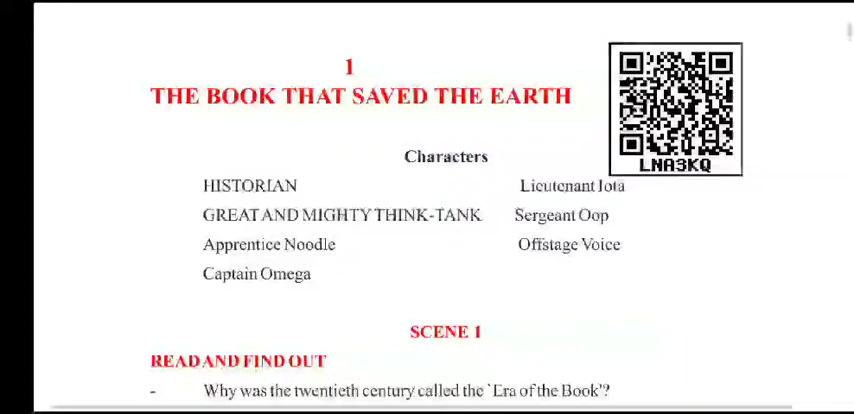 1
THE BOOK THAT SAVED THE EARTH
LNA3KQ
Characters
HISTORIAN Lieutenant Iota
GREAT AND MIGHTY THINK-TANK Sergeant Oop
Apprentice Noodle Offstage Voice
Captain Omega
SCENE 1
READ AND FIND OUT
- Why was the twentieth century called the `Era of the Book'?